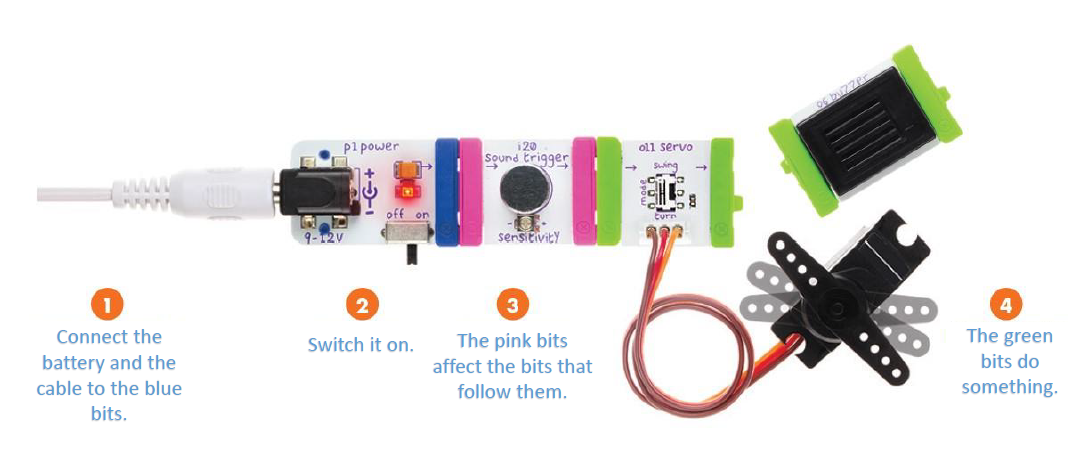 p1 power
+
-
off on
9-12V
i20
sound trigger
- +
sensitivity
o11 servo
swing
mode
turn
o6 buzzer
1
Connect the
battery and the
cable to the blue
bits.
2
Switch it on.
3
The pink bits
affect the bits that
follow them.
4
The green
bits do
something.